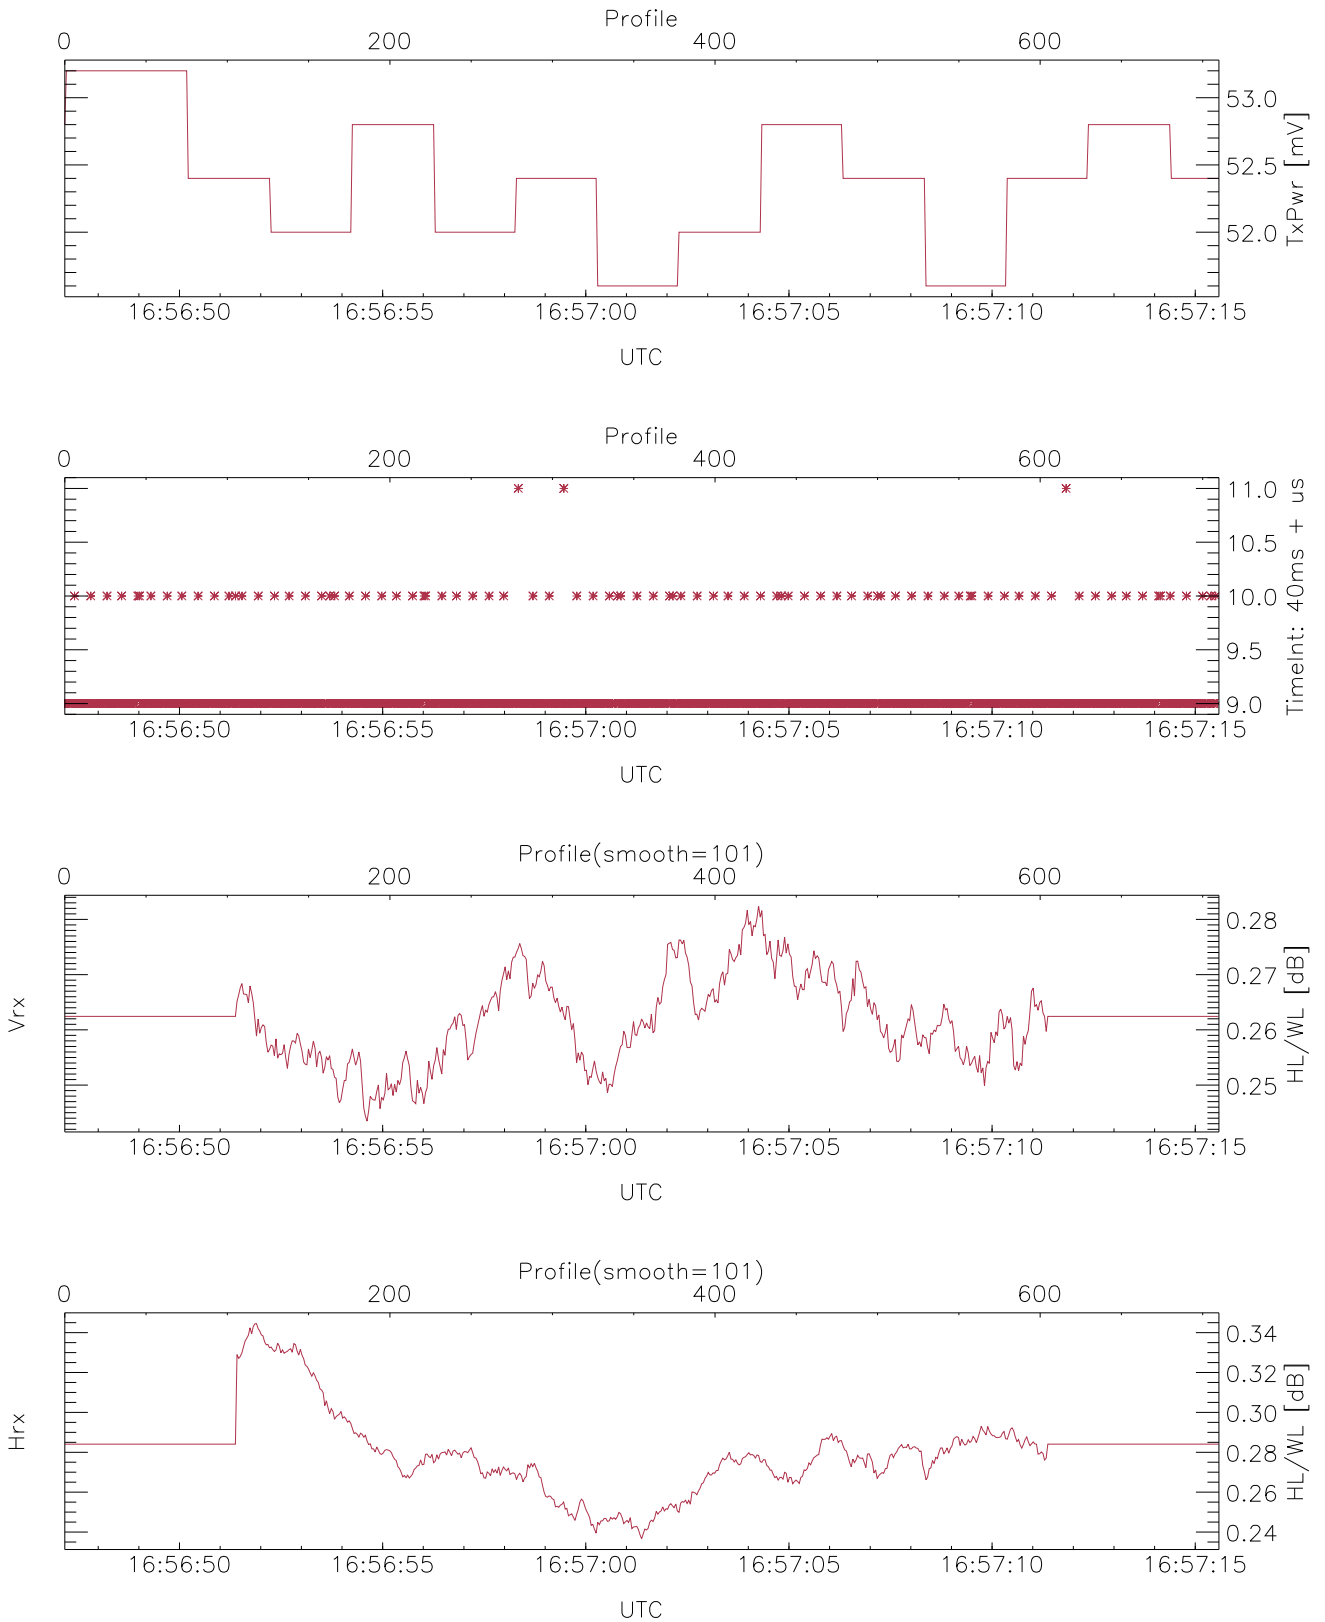 Profile
0 200 400 600
53.0
52.5
52.0
TxPwr [mV]
16:56:50 16:56:55 16:57:00 16:57:05 16:57:10 16:57:15
UTC
Profile
0 200 400 600
11.0
10.5
10.0
9.5
9.0
TimeInt: 40ms + us
16:56:50 16:56:55 16:57:00 16:57:05 16:57:10 16:57:15
UTC
Profile(smooth=101)
0 200 400 600
Vrx
0.28
0.27
0.26
0.25
HL/WL [dB]
16:56:50 16:56:55 16:57:00 16:57:05 16:57:10 16:57:15
UTC
Profile(smooth=101)
0 200 400 600
Hrx
0.34
0.32
0.30
0.28
0.26
0.24
HL/WL [dB]
16:56:50 16:56:55 16:57:00 16:57:05 16:57:10 16:57:15
UTC